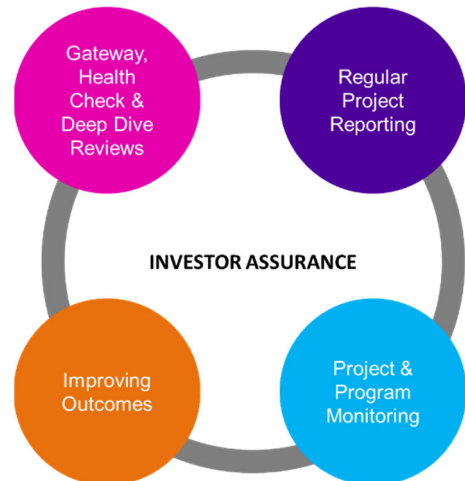 Gateway,
Health
Check &
Deep Dive
Reviews
Regular
Project
Reporting
INVESTOR ASSURANCE
Improving
Outcomes
Project &
Program
Monitoring